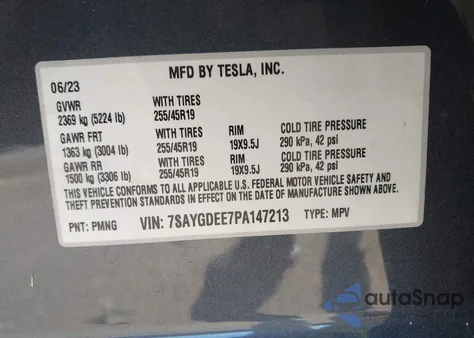 MFD BY TESLA, INC.
06/23
GVWR WITH TIRES
2369 kg (5224 lb) 255/45R19
GAWR FRT WITH TIRES RIM COLD TIRE PRESSURE
1363 kg (3004 lb) 255/45R19 19X9.5J 290 kPa, 42 psi
GAWR RR WITH TIRES RIM COLD TIRE PRESSURE
1500 kg (3306 lb) 255/45R19 19X9.5J 290 kPa, 42 psi
THIS VEHICLE CONFORMS TO ALL APPLICABLE U.S. FEDERAL MOTOR VEHICLE SAFETY AND
THEFT PREVENTION STANDARDS IN EFFECT ON THE DATE OF MANUFACTURE SHOWN ABOVE.
PNT: PMNG VIN: 7SAYGDEE7PA147213 TYPE: MPV
autoSnap